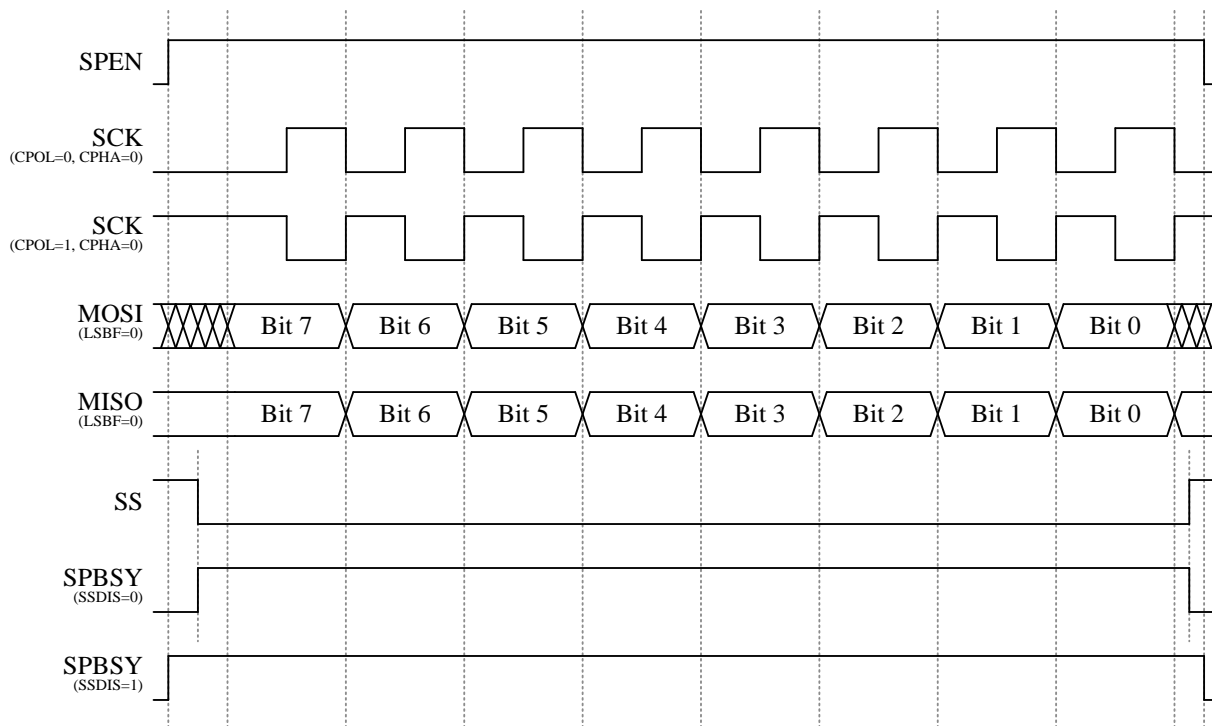 SPEN
SCK
(CPOL=0, CPHA=0)
SCK
(CPOL=1, CPHA=0)
MOSI
(LSBF=0)
Bit 7 Bit 6 Bit 5 Bit 4 Bit 3 Bit 2 Bit 1 Bit 0
MISO
(LSBF=0)
Bit 7 Bit 6 Bit 5 Bit 4 Bit 3 Bit 2 Bit 1 Bit 0
SS
SPBSY
(SSDIS=0)
SPBSY
(SSDIS=1)